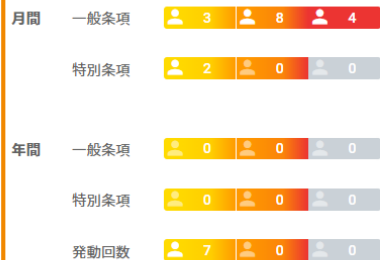 月間 一般条項 3 8 4
特別条項 2 0 0
年間 一般条項 0 0 0
特別条項 0 0 0
発動回数 7 0 0